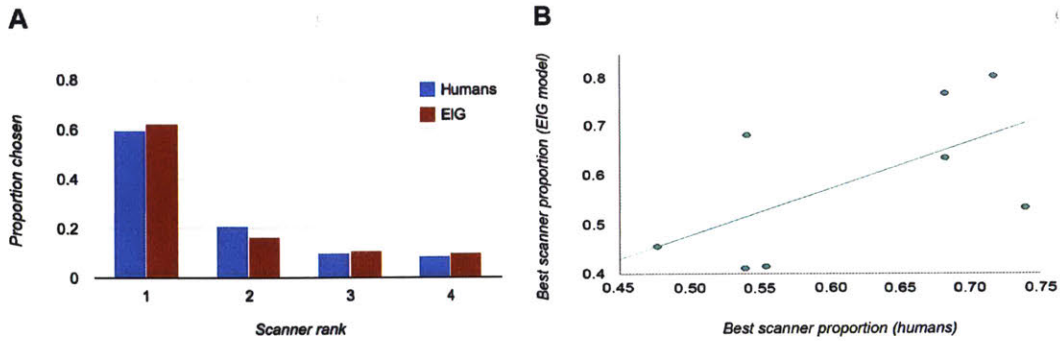 A
Proportion chosen
0.8
0.6
0.4
0.2
0
Humans
EIG
1 2 3 4
Scanner rank
B
Best scanner proportion (EIG model)
0.8
0.7
0.6
0.5
0.4
0.45 0.50 0.55 0.60 0.65 0.70 0.75
Best scanner proportion (humans)